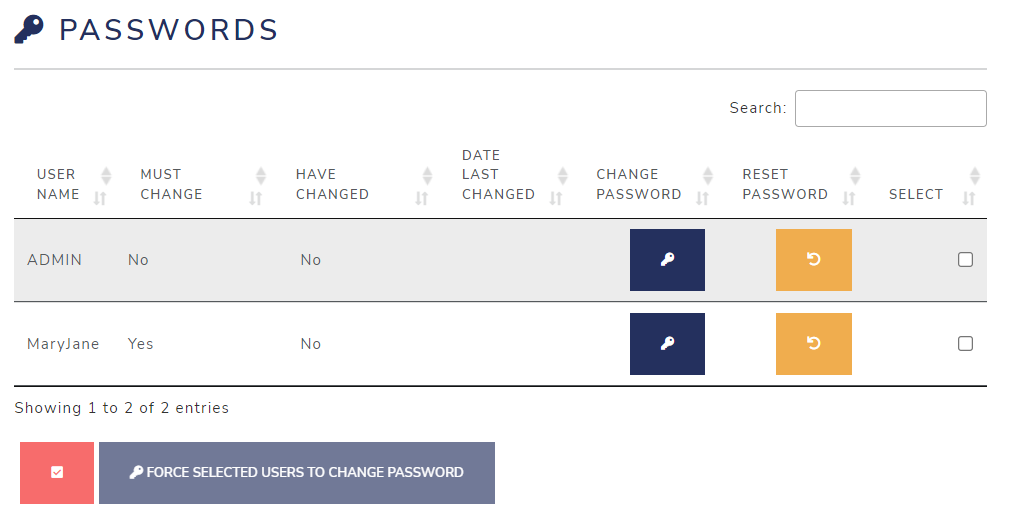 PASSWORDS
Search:
USER NAME MUST CHANGE HAVE CHANGED DATE LAST CHANGED CHANGE PASSWORD RESET PASSWORD SELECT
ADMIN No No
MaryJane Yes No
Showing 1 to 2 of 2 entries
FORCE SELECTED USERS TO CHANGE PASSWORD